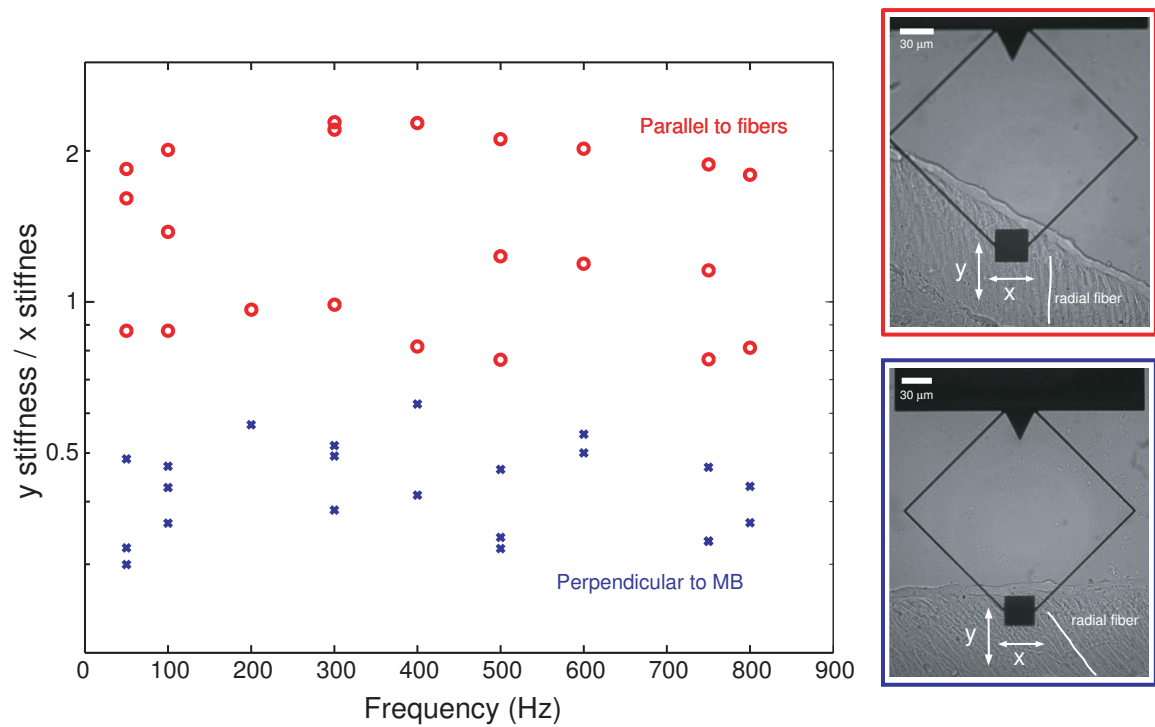 y stiffness / x stiffnes
2
1
0.5
0
100
200
300
400
500
600
700
800
900
Frequency (Hz)
Parallel to fibers
Perpendicular to MB
30 μm
y
x
radial fiber
30 μm
y
x
radial fiber